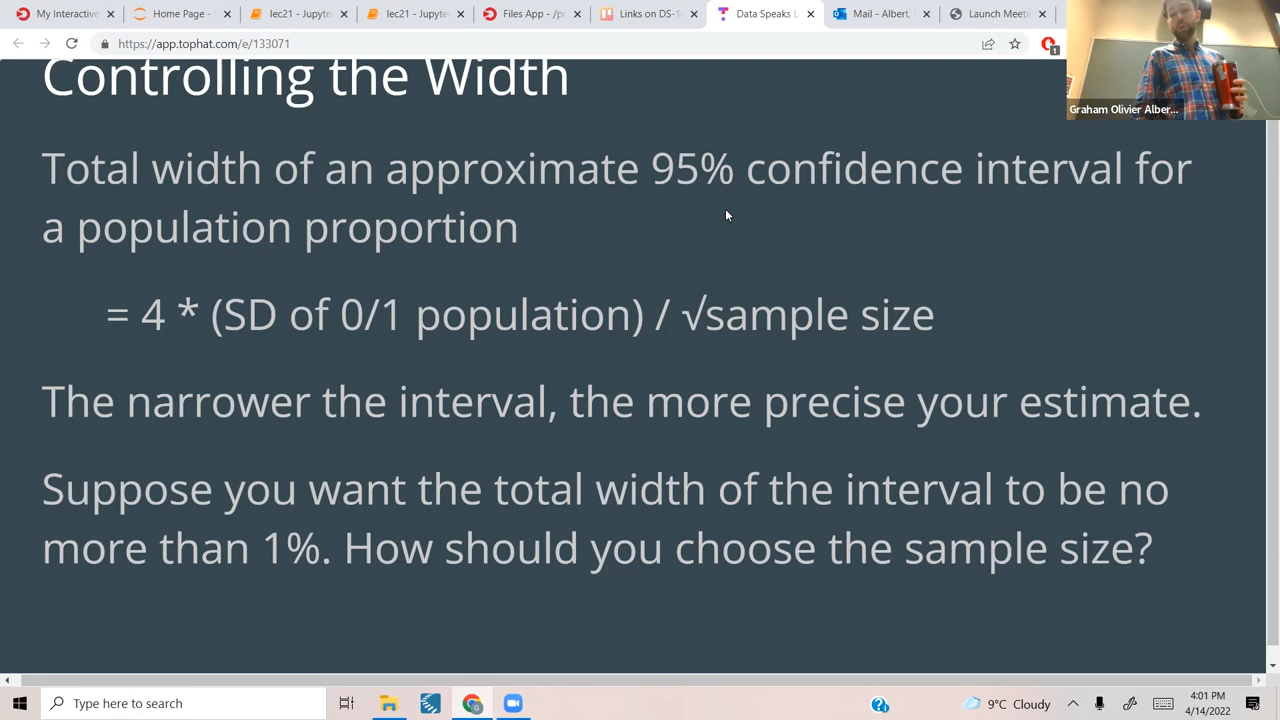 My Interactive
Home Page - S
lec21 - Jupyte
lec21 - Jupyte
Files App - /pr
Links on DS-10
Data Speaks L
Mail - Albert,
Launch Meeti
https://app.tophat.com/e/133071
1
Graham Olivier Alber...
Controlling the Width
Total width of an approximate 95% confidence interval for
a population proportion
= 4 * (SD of 0/1 population) / √sample size
The narrower the interval, the more precise your estimate.
Suppose you want the total width of the interval to be no
more than 1%. How should you choose the sample size?
Type here to search
9°C Cloudy
4:01 PM
4/14/2022